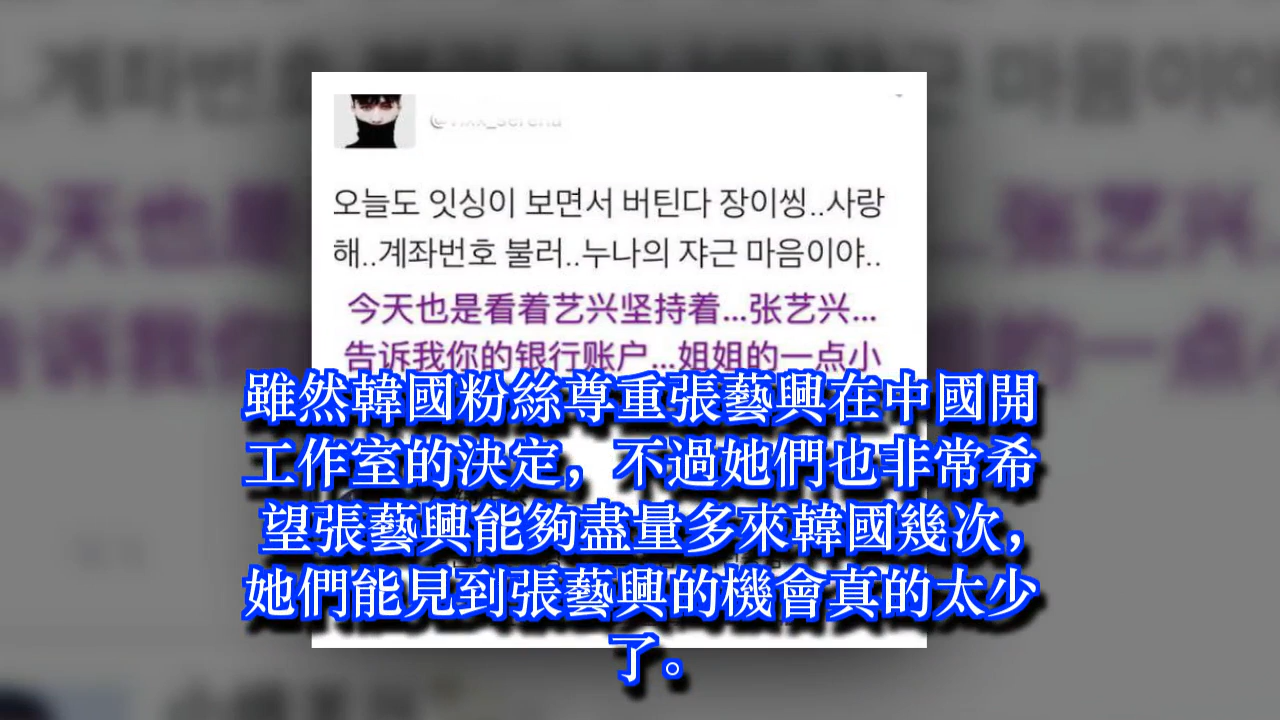 오늘도 잇싱이 보면서 버틴다 장이씽..사랑
해..계좌번호 불러..누나의 쟈근 마음이야..
今天也是看着艺兴坚持着...张艺兴...
告诉我你的银行账户...姐姐的一点小
雖然韓國粉絲尊重張藝興在中國開
工作室的決定，不過她們也非常希
望張藝興能夠盡量多來韓國幾次，
她們能見到張藝興的機會真的太少
了。